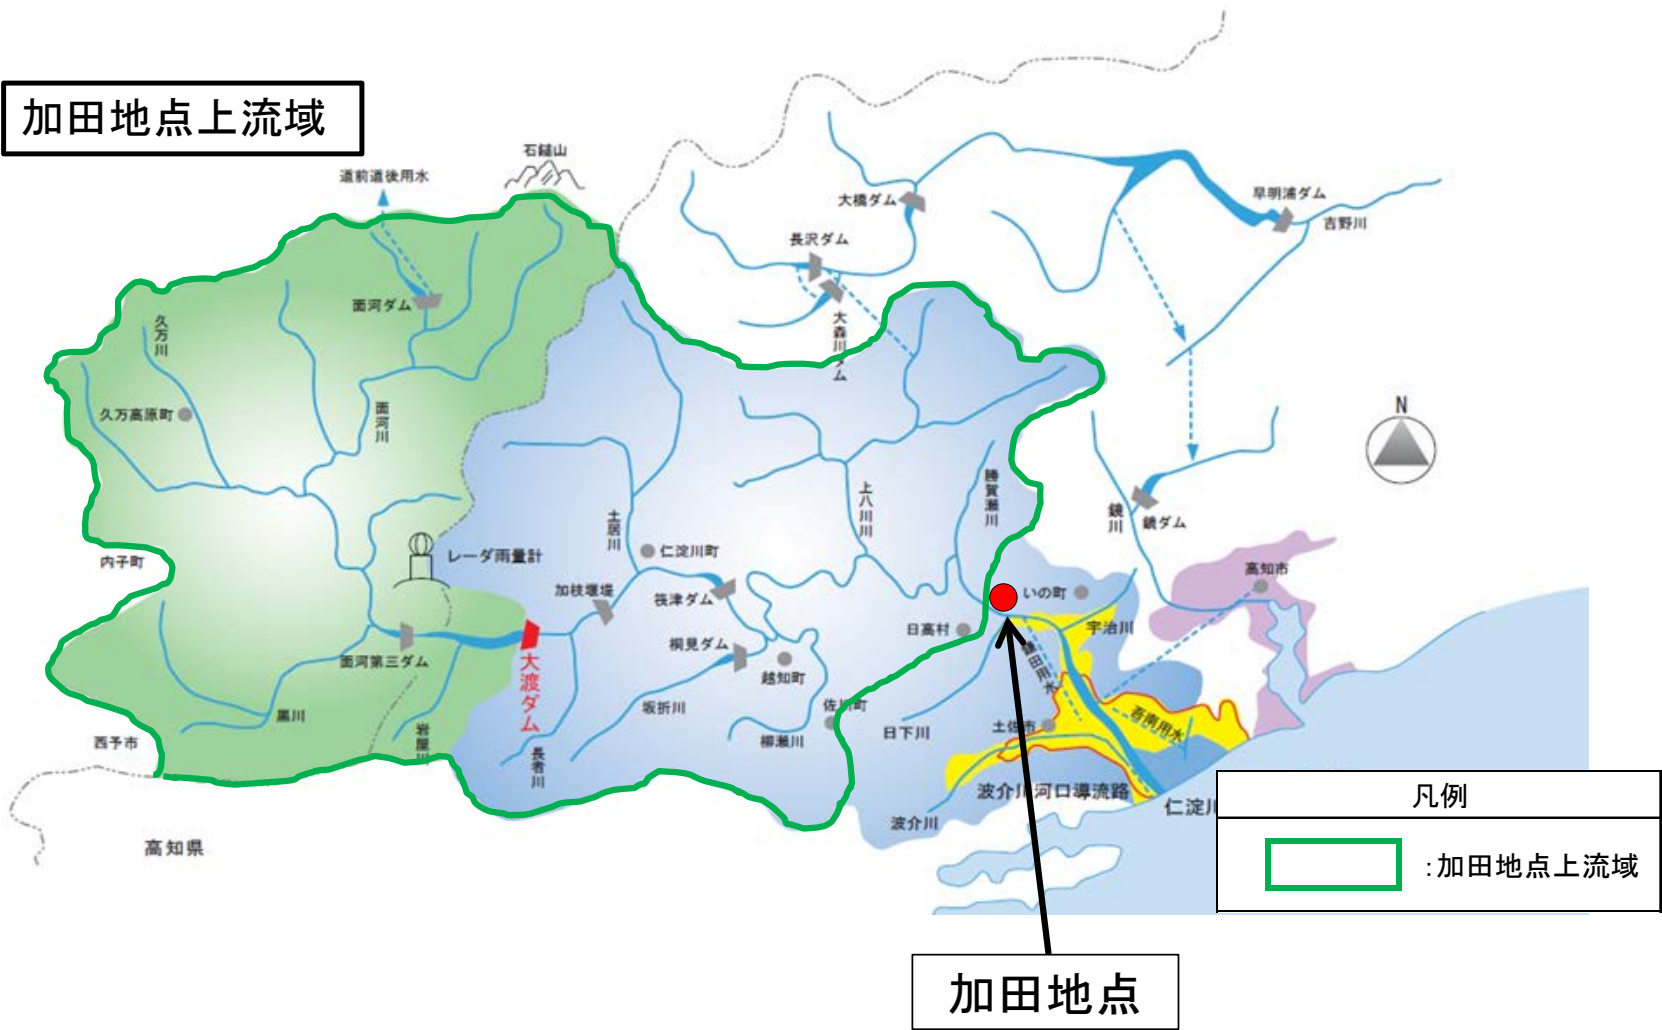 加田地点上流域
石鎚山
道前道後用水
大橋ダム
早明浦ダム
吉野川
長沢ダム
面河ダム
大森川ダム
久万川
久万高原町
面河川
N
勝賀瀬川
上八川川
土居川
鏡川
鏡ダム
レーダ雨量計
仁淀川町
内子町
高知市
加枝堰堤
筏津ダム
いの町
日高村
宇治川
桐見ダム
面河第三ダム
大渡ダム
鎌田用水
越知町
坂折川
佐川町
黒川
岩屋川
土佐市
吾南用水
日下川
柳瀬川
西予市
長者川
波介川河口導流路
仁淀川
波介川
高知県
凡例
:加田地点上流域
加田地点